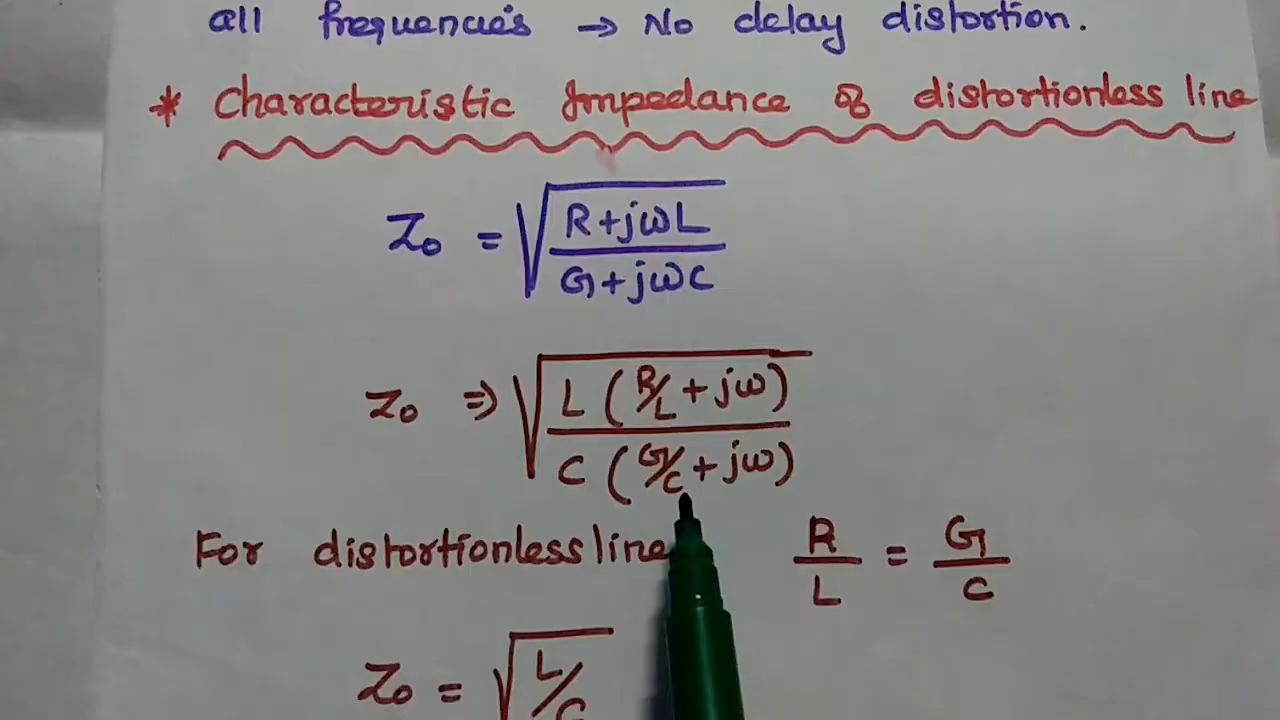 all frequencies → No delay distortion.
* Characteristic Impedance of distortionless line
Z₀ = √((R+jωL)/(G+jωC))
Z₀ ⇒ √(L(R/L+jω)/C(G/C+jω))
For distortionless line R/L = G/C
Z₀ = √(L/C)